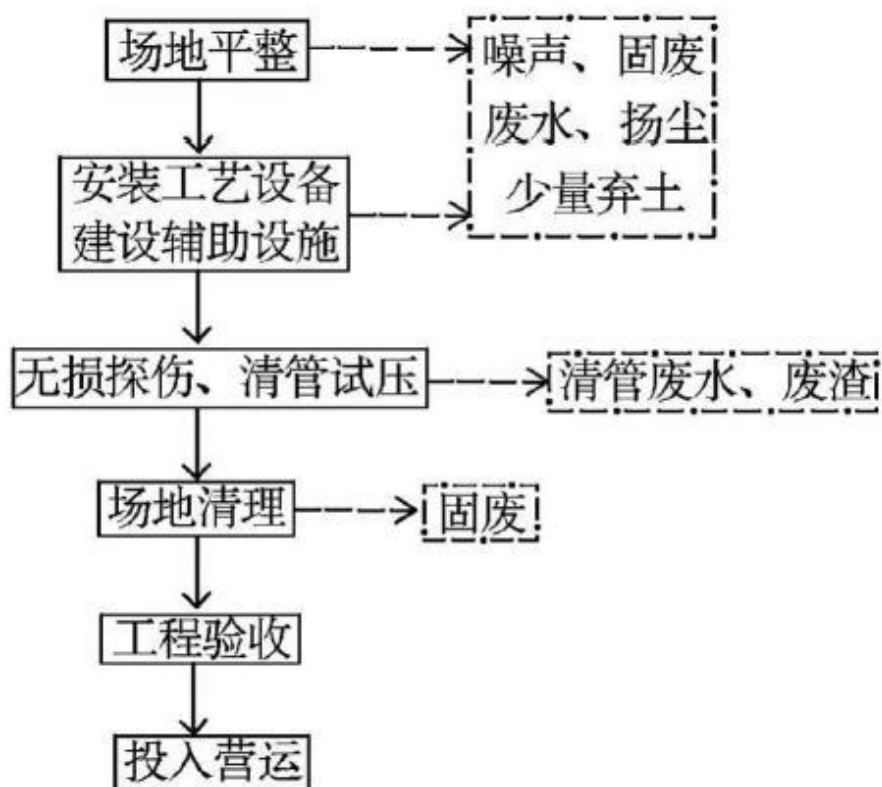 场地平整
噪声、固废
废水、扬尘
少量弃土
安装工艺设备
建设辅助设施
无损探伤、清管试压
清管废水、废渣
场地清理
固废
工程验收
投入营运